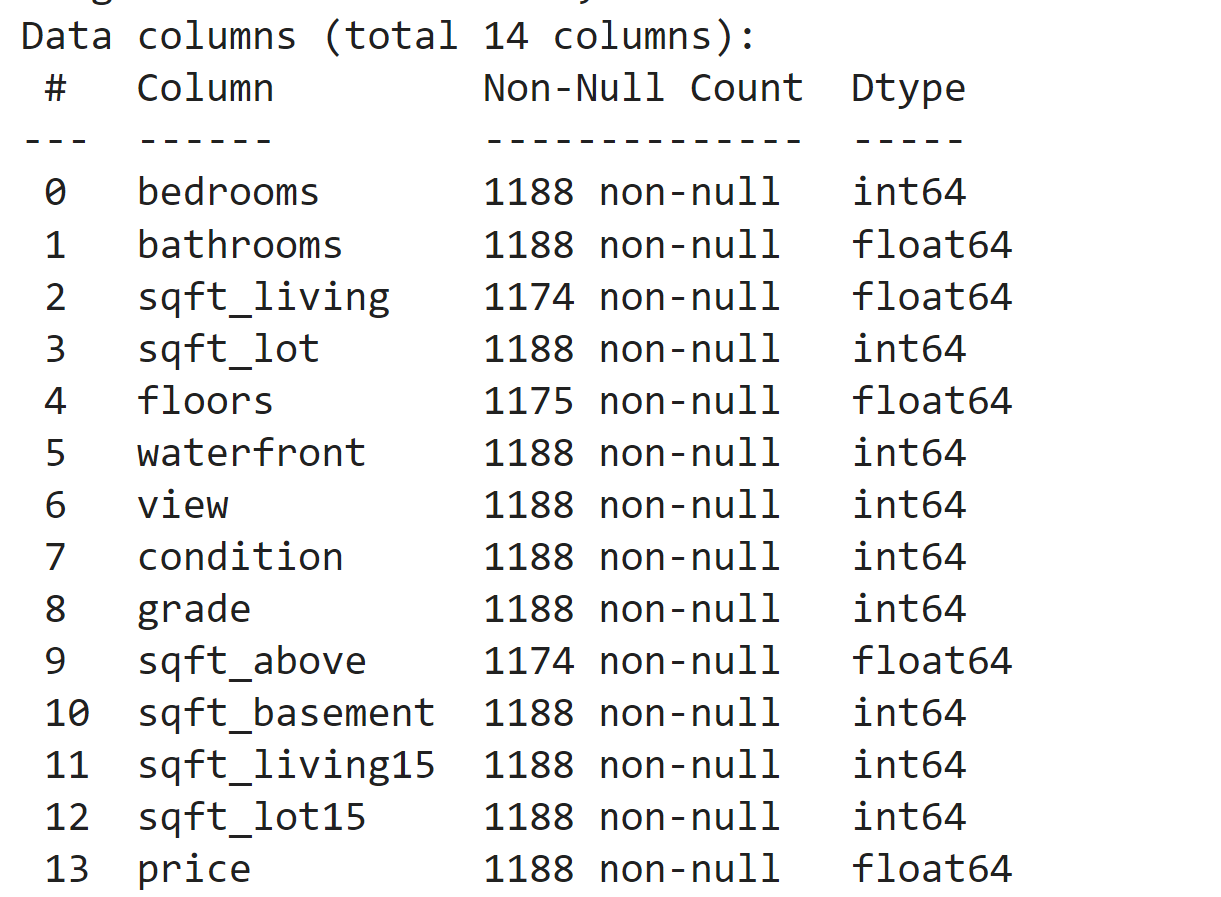 Data columns (total 14 columns):
 #   Column         Non-Null Count  Dtype
---  ------         --------------  -----
 0   bedrooms       1188 non-null   int64
 1   bathrooms      1188 non-null   float64
 2   sqft_living    1174 non-null   float64
 3   sqft_lot       1188 non-null   int64
 4   floors         1175 non-null   float64
 5   waterfront     1188 non-null   int64
 6   view           1188 non-null   int64
 7   condition      1188 non-null   int64
 8   grade          1188 non-null   int64
 9   sqft_above     1174 non-null   float64
 10  sqft_basement  1188 non-null   int64
 11  sqft_living15  1188 non-null   int64
 12  sqft_lot15     1188 non-null   int64
 13  price          1188 non-null   float64